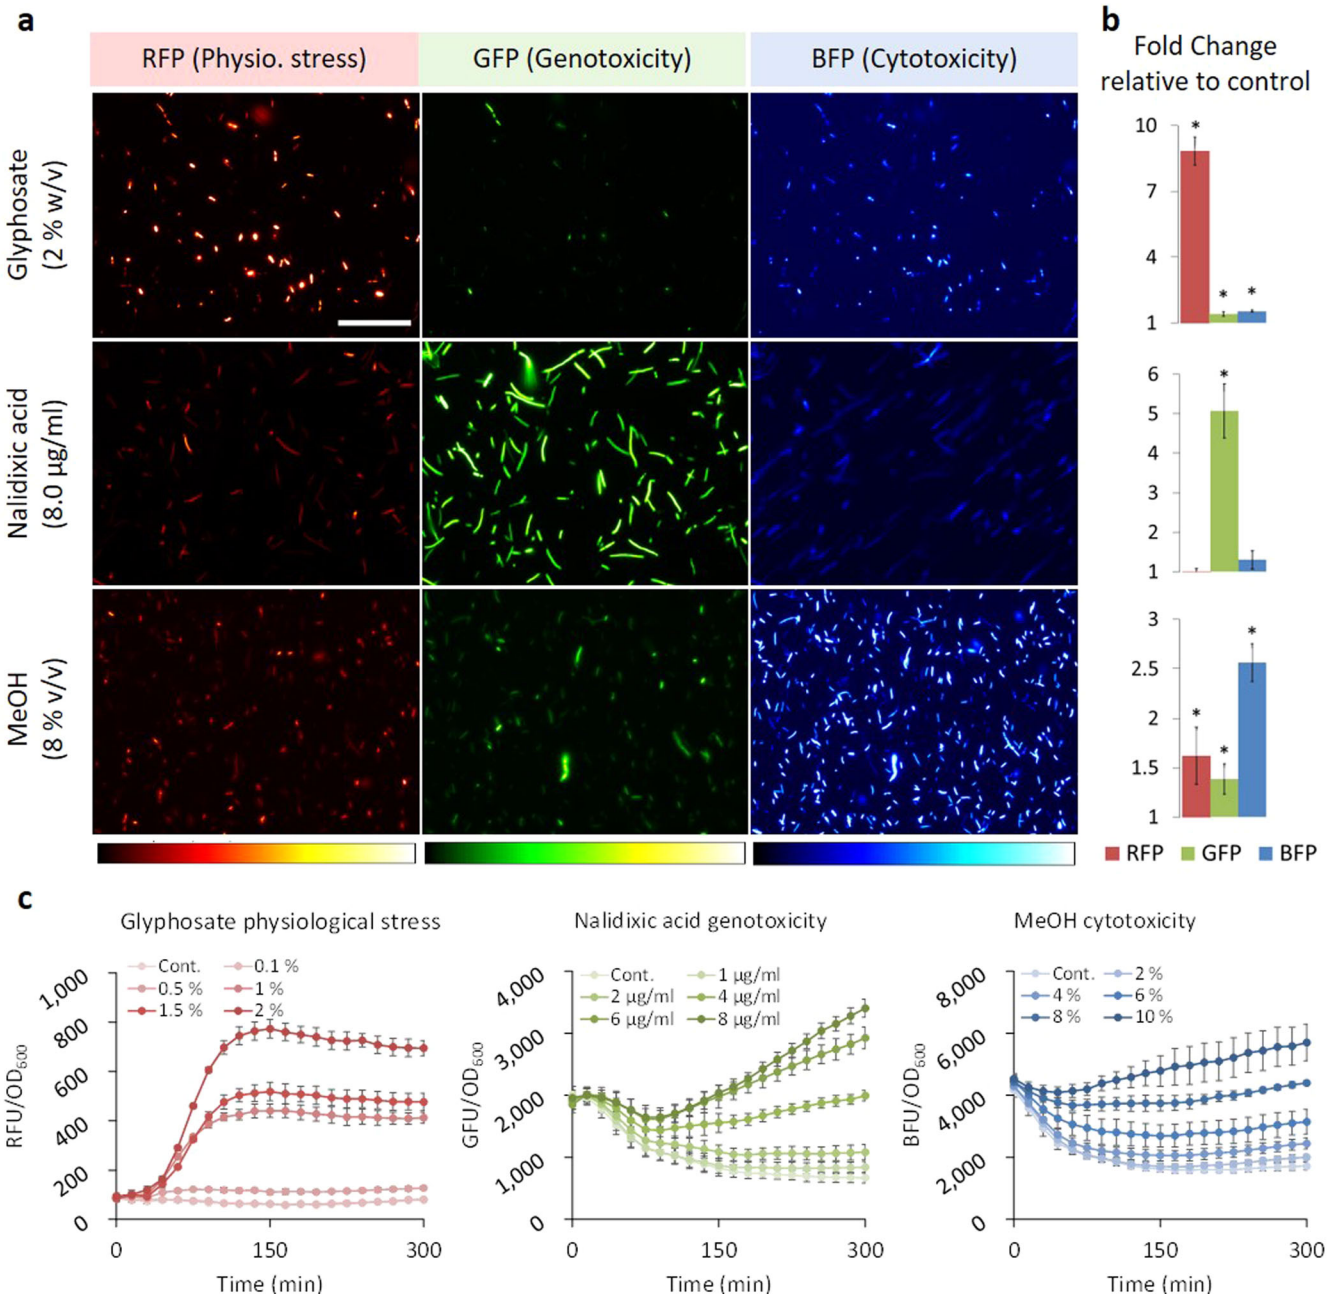 a
RFP (Physio. stress)
GFP (Genotoxicity)
BFP (Cytotoxicity)
Glyphosate
(2 % w/v)
Nalidixic acid
(8.0 µg/ml)
MeOH
(8 % v/v)
b
Fold Change
relative to control
10
7
4
1
*
*
*
6
5
4
3
2
1
*
3
2.5
2
1.5
1
*
*
*
RFP GFP BFP
c
Glyphosate physiological stress
Cont. 0.1 %
0.5 % 1 %
1.5 % 2 %
1,000
800
600
400
200
0
RFU/OD600
0 150 300
Time (min)
Nalidixic acid genotoxicity
Cont. 1 µg/ml
2 µg/ml 4 µg/ml
6 µg/ml 8 µg/ml
4,000
3,000
2,000
1,000
0
GFU/OD600
0 150 300
Time (min)
MeOH cytotoxicity
Cont. 2 %
4 % 6 %
8 % 10 %
8,000
6,000
4,000
2,000
0
BFU/OD600
0 150 300
Time (min)